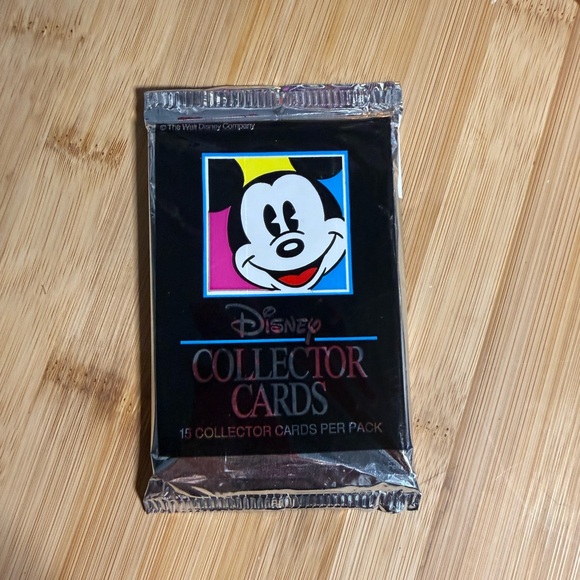 © The Walt Disney Company
Disney
COLLECTOR
CARDS
15 COLLECTOR CARDS PER PACK